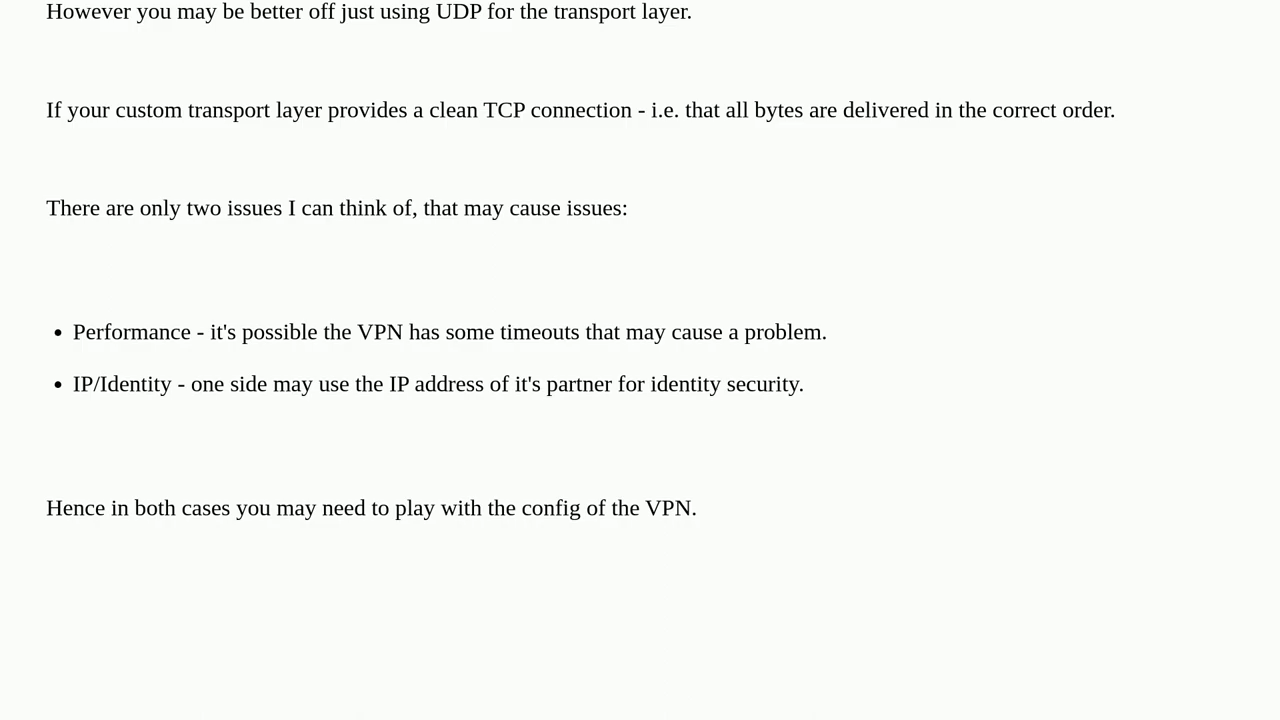 However you may be better off just using UDP for the transport layer.
If your custom transport layer provides a clean TCP connection - i.e. that all bytes are delivered in the correct order.
There are only two issues I can think of, that may cause issues:
• Performance - it's possible the VPN has some timeouts that may cause a problem.
• IP/Identity - one side may use the IP address of it's partner for identity security.
Hence in both cases you may need to play with the config of the VPN.